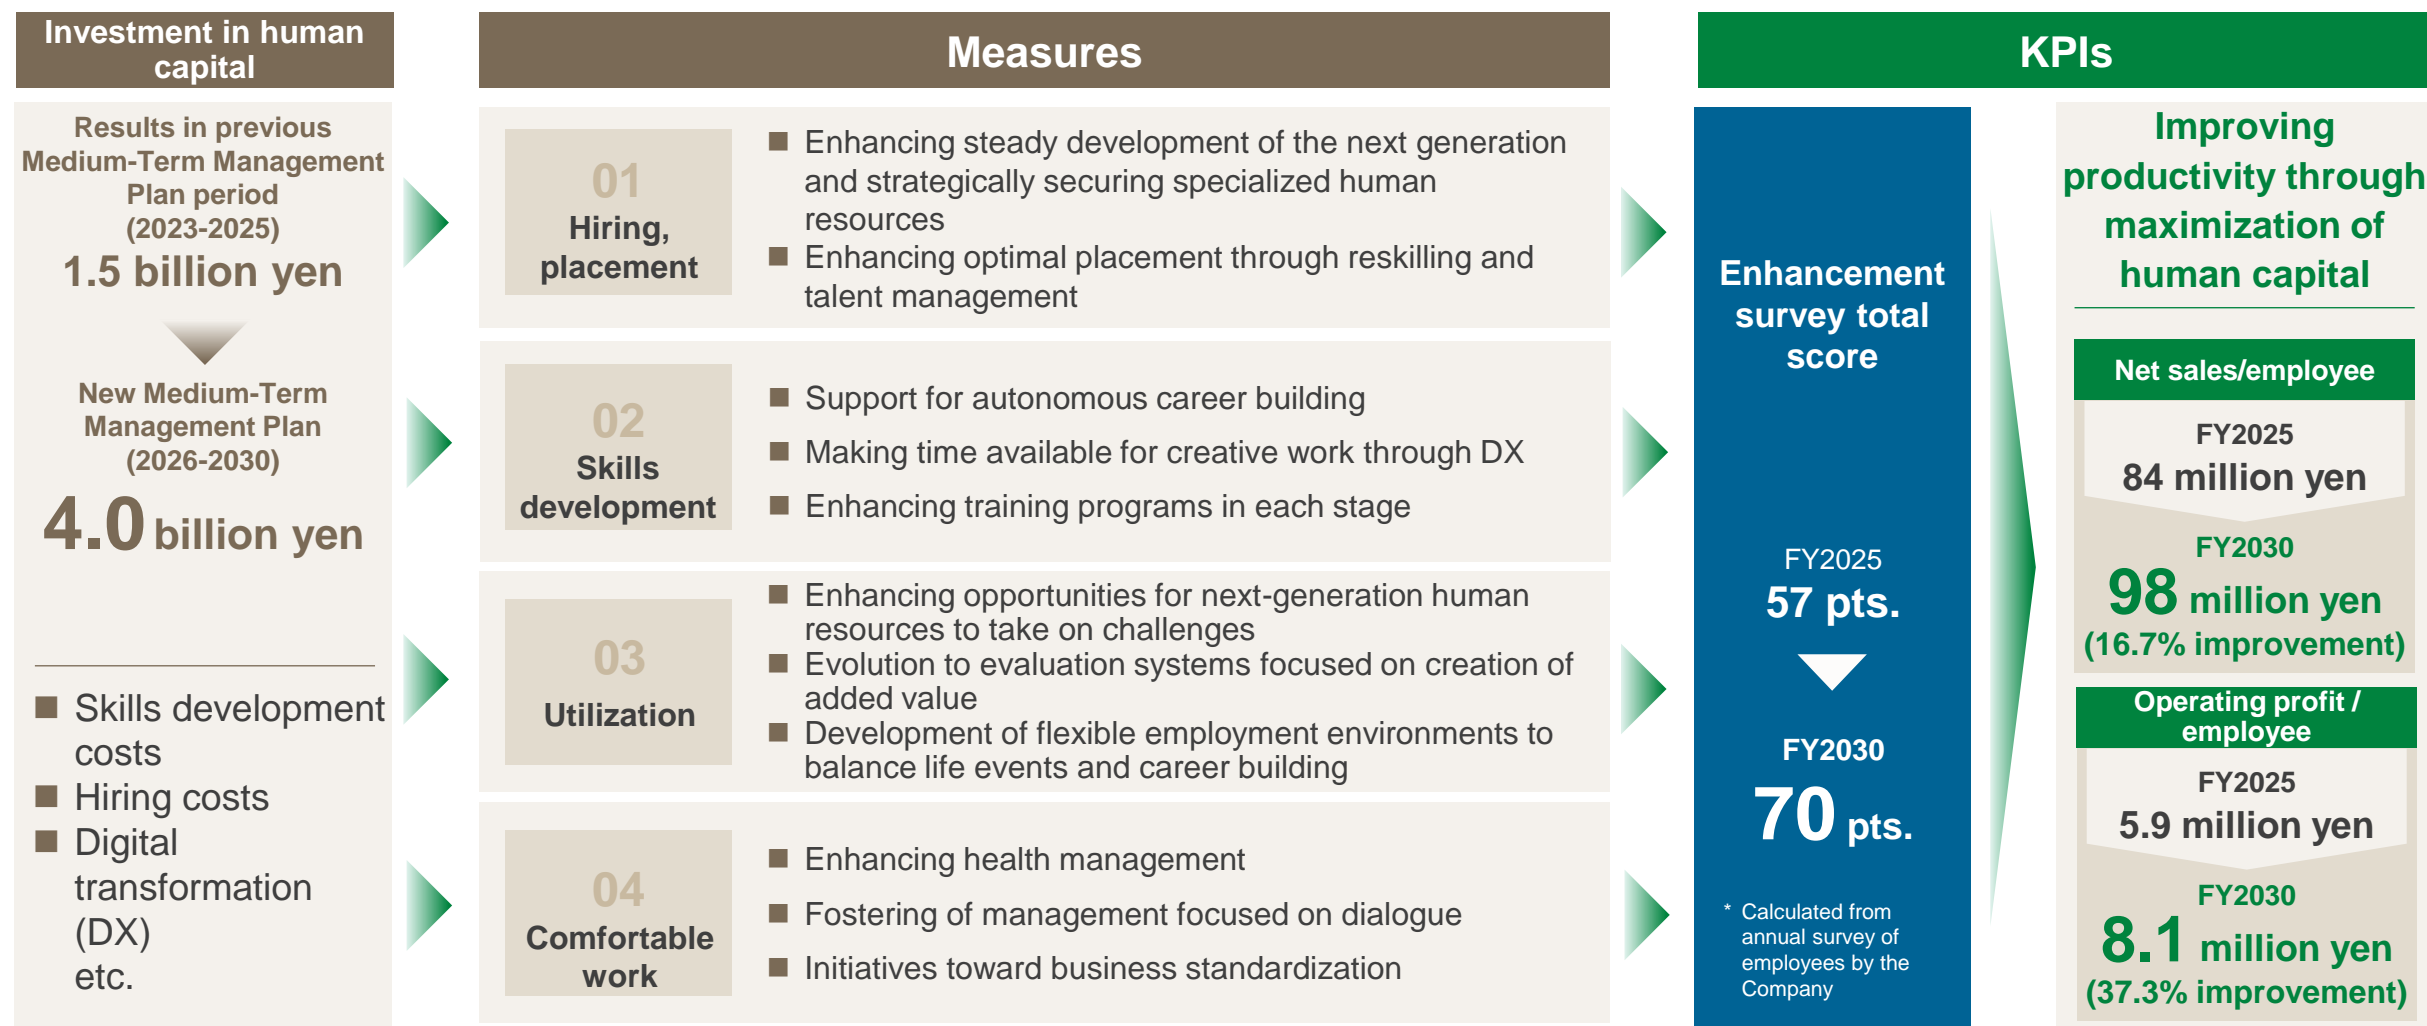 Investment in human
capital
Results in previous
Medium-Term Management
Plan period
(2023-2025)
1.5 billion yen
New Medium-Term
Management Plan
(2026-2030)
4.0 billion yen
■ Skills development
costs
■ Hiring costs
■ Digital
transformation
(DX)
etc.
Measures
01
Hiring,
placement
■ Enhancing steady development of the next generation
and strategically securing specialized human
resources
■ Enhancing optimal placement through reskilling and
talent management
02
Skills
development
■ Support for autonomous career building
■ Making time available for creative work through DX
■ Enhancing training programs in each stage
03
Utilization
■ Enhancing opportunities for next-generation human
resources to take on challenges
■ Evolution to evaluation systems focused on creation of
added value
■ Development of flexible employment environments to
balance life events and career building
04
Comfortable
work
■ Enhancing health management
■ Fostering of management focused on dialogue
■ Initiatives toward business standardization
KPIs
Enhancement
survey total
score
FY2025
57 pts.
FY2030
70 pts.
* Calculated from
annual survey of
employees by the
Company
Improving
productivity through
maximization of
human capital
Net sales/employee
FY2025
84 million yen
FY2030
98 million yen
(16.7% improvement)
Operating profit /
employee
FY2025
5.9 million yen
FY2030
8.1 million yen
(37.3% improvement)